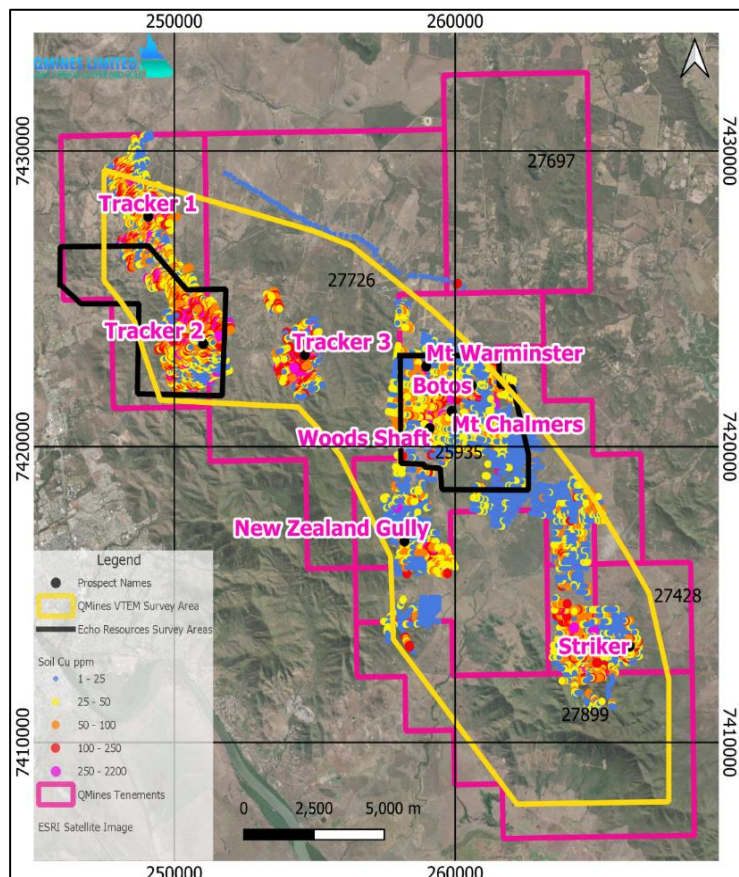 250000
260000
QMINES LIMITED
7430000
7430000
27697
Tracker 1
27726
Tracker 2
Tracker 3
Mt Warminster
Botos
Mt Chalmers
Woods Shaft
25935
7420000
7420000
New Zealand Gully
Legend
Prospect Names
QMines VTEM Survey Area
Echo Resources Survey Areas
Soil Cu ppm
1 - 25
25 - 50
50 - 100
100 - 250
250 - 2200
QMines Tenements
ESRI Satellite Image
27428
Striker
27899
7410000
7410000
0 2,500 5,000 m
250000
260000